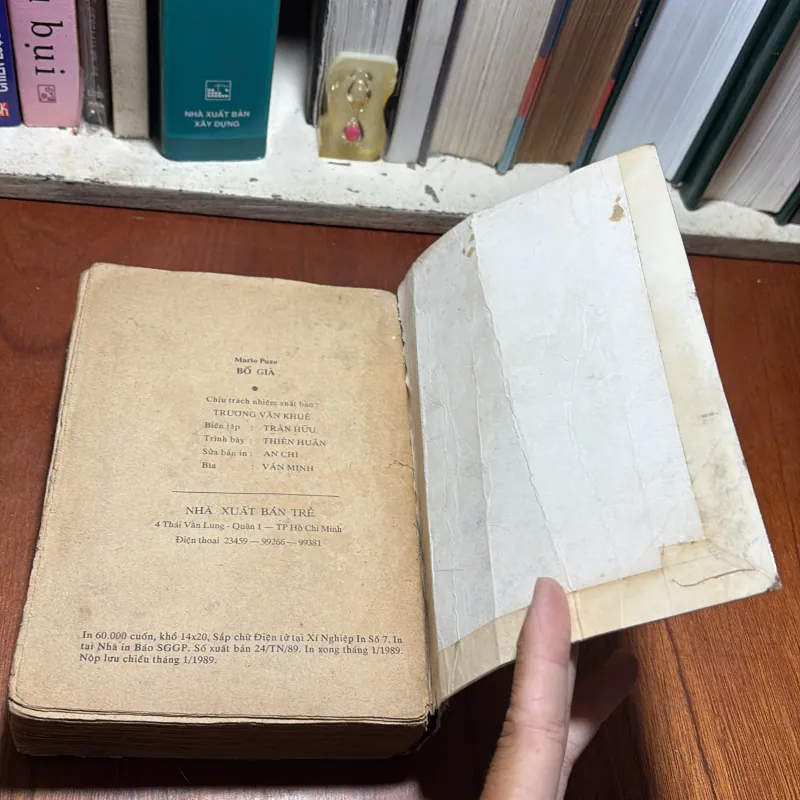 bụi
NHÀ XUẤT BẢN
XÂY DỰNG
Mario Puzo
BỐ GIÀ
Chịu trách nhiệm xuất bản :
TRƯƠNG VĂN KHUÊ
Biên tập : TRẦN HỮU
Trình bày : THIÊN HUÂN
Sửa bản in : AN CHI
Bìa : VĂN MINH
NHÀ XUẤT BẢN TRẺ
4 Thái Văn Lung - Quận 1 — TP Hồ Chí Minh
Điện thoại 23459 — 99266 — 99381
In 60.000 cuốn, khổ 14x20, Sắp chữ Điện tử tại Xí Nghiệp In Số 7. In
tại Nhà in Báo SGGP. Số xuất bản 24/TN/89. In xong tháng 1/1989.
Nộp lưu chiểu tháng 1/1989.